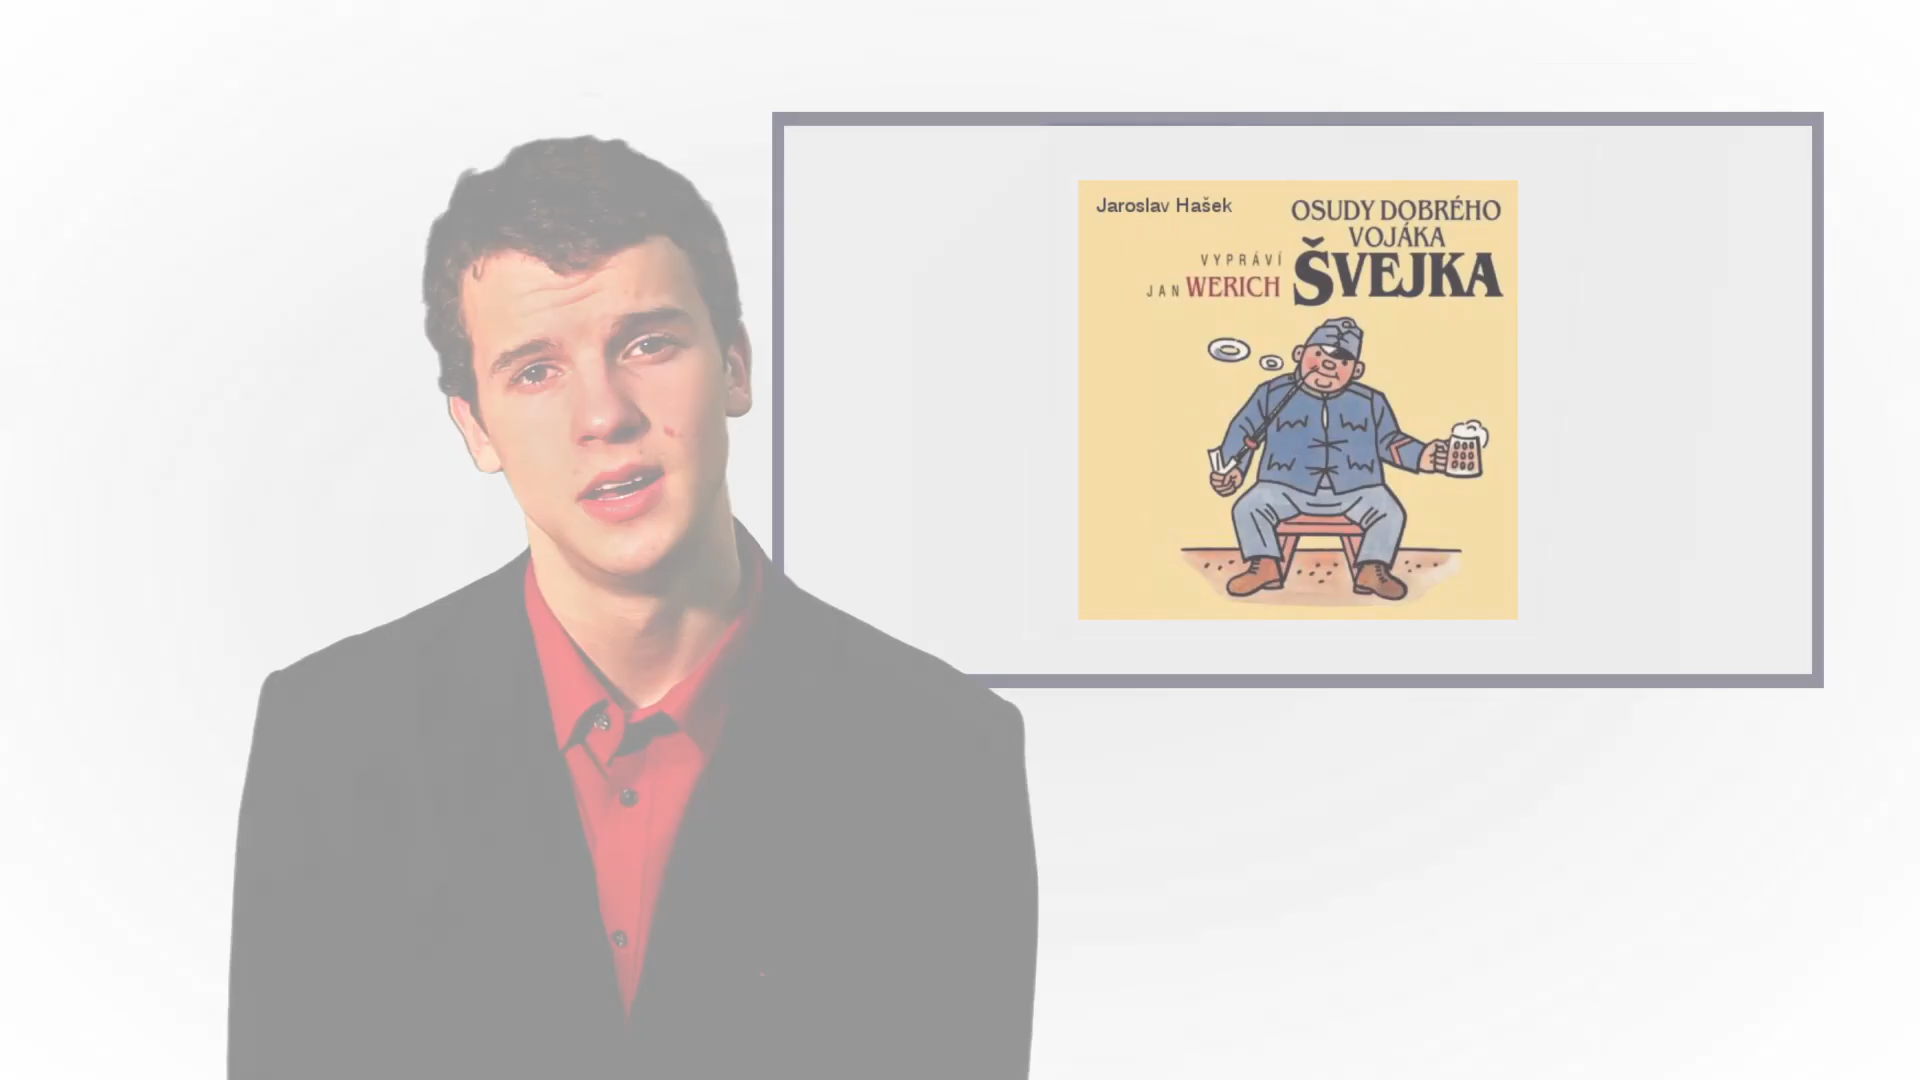 Jaroslav Hašek
OSUDY DOBRÉHO
VOJÁKA
VYPRÁVÍ
ŠVEJKA
JAN WERICH